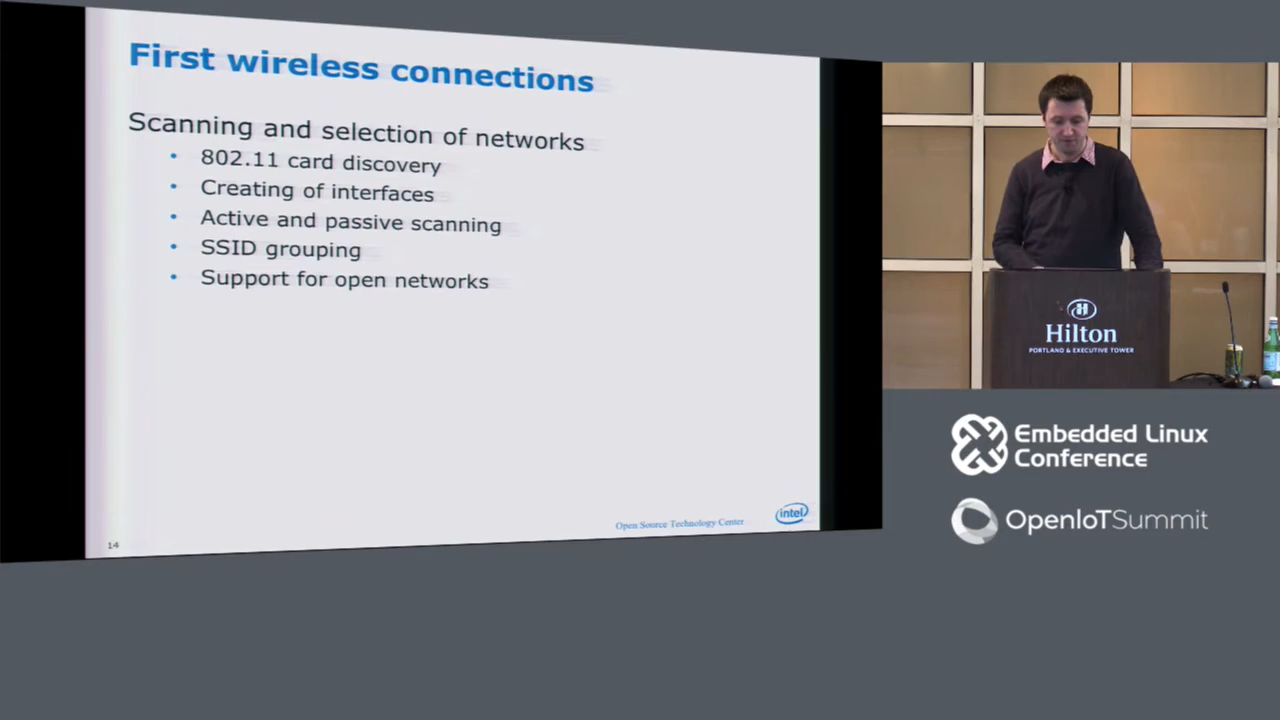 First wireless connections
Scanning and selection of networks
• 802.11 card discovery
• Creating of interfaces
• Active and passive scanning
• SSID grouping
• Support for open networks
Open Source Technology Center
intel
14
H
Hilton
PORTLAND & EXECUTIVE TOWER
Embedded Linux
Conference
OpenIoTSummit